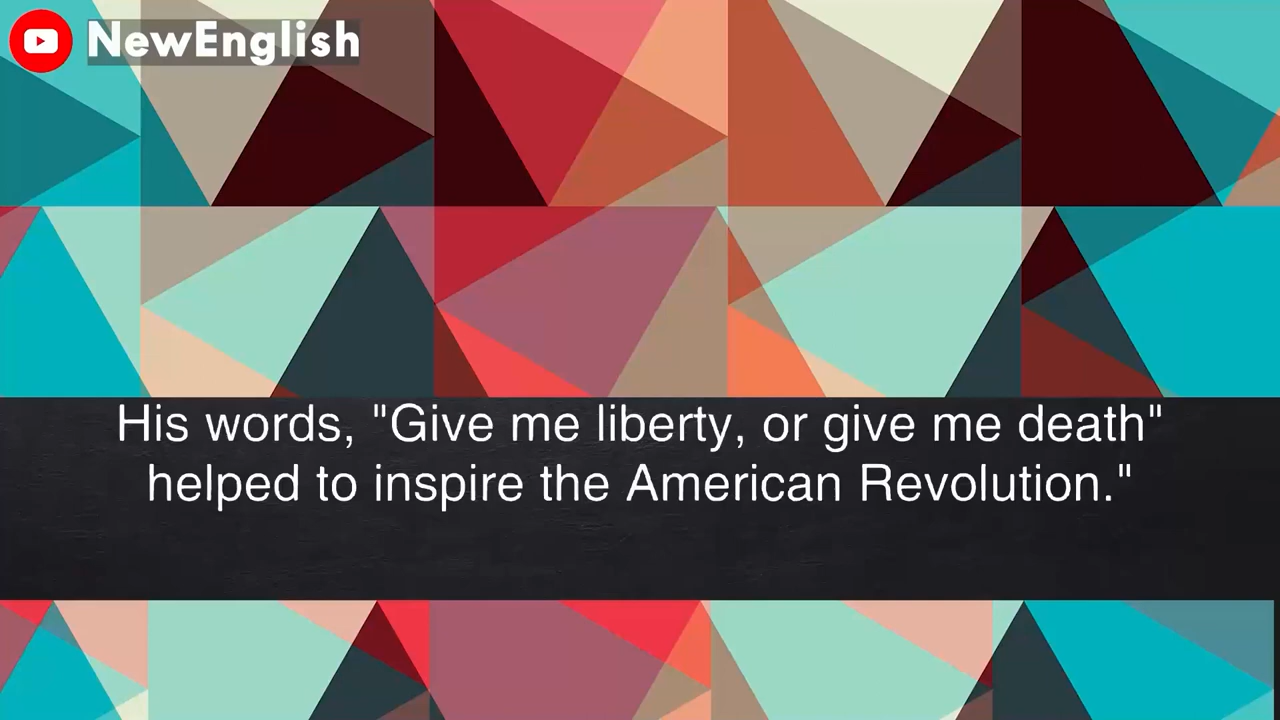 NewEnglish
His words, "Give me liberty, or give me death"
helped to inspire the American Revolution."